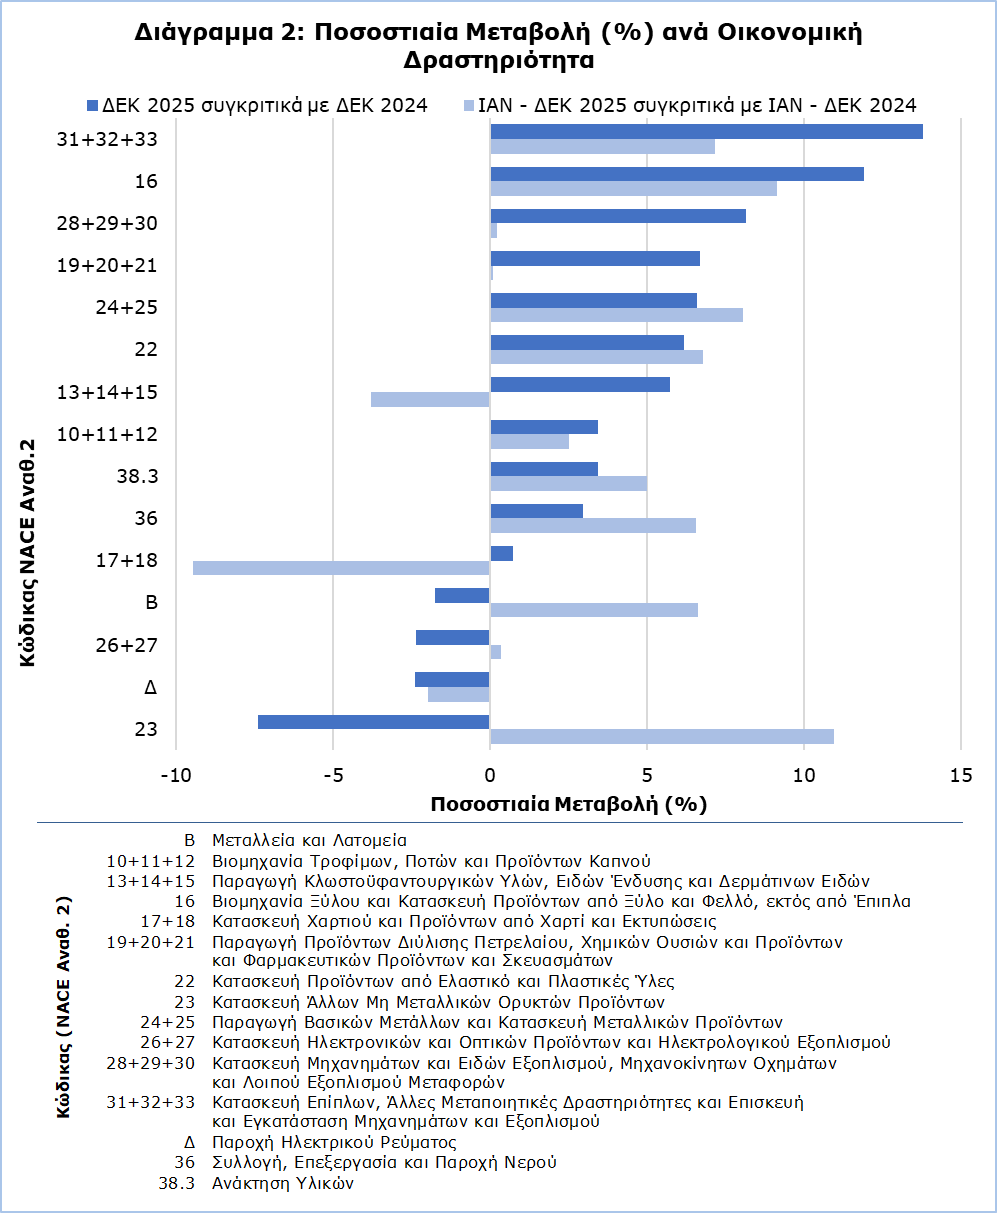 Διάγραμμα 2: Ποσοστιαία Μεταβολή (%) ανά Οικονομική
Δραστηριότητα
ΔΕΚ 2025 συγκριτικά με ΔΕΚ 2024
ΙΑΝ - ΔΕΚ 2025 συγκριτικά με ΙΑΝ - ΔΕΚ 2024
Κώδικας NACE Αναθ.2
31+32+33
16
28+29+30
19+20+21
24+25
22
13+14+15
10+11+12
38.3
36
17+18
Β
26+27
Δ
23
-10 -5 0 5 10 15
Ποσοστιαία Μεταβολή (%)
Κώδικας (NACE Αναθ. 2)
Β Μεταλλεία και Λατομεία
10+11+12 Βιομηχανία Τροφίμων, Ποτών και Προϊόντων Καπνού
13+14+15 Παραγωγή Κλωστοϋφαντουργικών Υλών, Ειδών Ένδυσης και Δερμάτινων Ειδών
16 Βιομηχανία Ξύλου και Κατασκευή Προϊόντων από Ξύλο και Φελλό, εκτός από Έπιπλα
17+18 Κατασκευή Χαρτιού και Προϊόντων από Χαρτί και Εκτυπώσεις
19+20+21 Παραγωγή Προϊόντων Διύλισης Πετρελαίου, Χημικών Ουσιών και Προϊόντων
και Φαρμακευτικών Προϊόντων και Σκευασμάτων
22 Κατασκευή Προϊόντων από Ελαστικό και Πλαστικές Ύλες
23 Κατασκευή Άλλων Μη Μεταλλικών Ορυκτών Προϊόντων
24+25 Παραγωγή Βασικών Μετάλλων και Κατασκευή Μεταλλικών Προϊόντων
26+27 Κατασκευή Ηλεκτρονικών και Οπτικών Προϊόντων και Ηλεκτρολογικού Εξοπλισμού
28+29+30 Κατασκευή Μηχανημάτων και Ειδών Εξοπλισμού, Μηχανοκίνητων Οχημάτων
και Λοιπού Εξοπλισμού Μεταφορών
31+32+33 Κατασκευή Επίπλων, Άλλες Μεταποιητικές Δραστηριότητες και Επισκευή
και Εγκατάσταση Μηχανημάτων και Εξοπλισμού
Δ Παροχή Ηλεκτρικού Ρεύματος
36 Συλλογή, Επεξεργασία και Παροχή Νερού
38.3 Ανάκτηση Υλικών